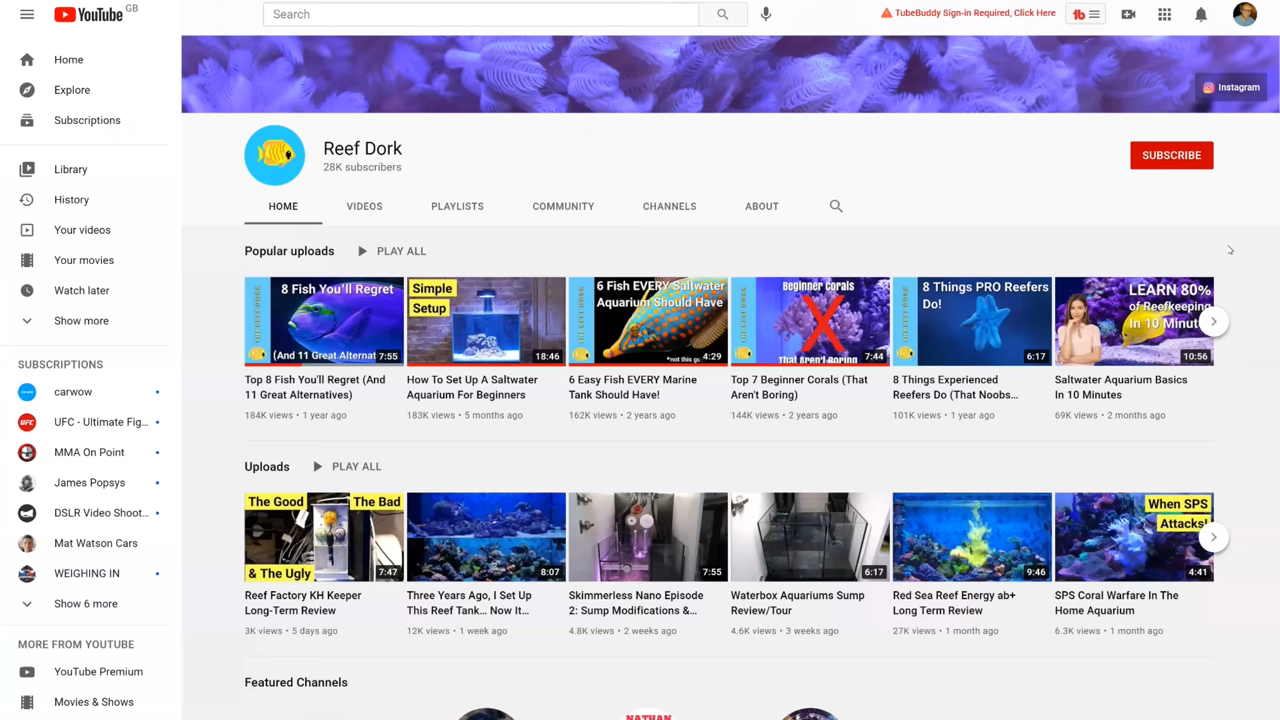 YouTube GB
Search
TubeBuddy Sign-in Required, Click Here
tb
Home
Explore
Subscriptions
Library
History
Your videos
Your movies
Watch later
Show more
SUBSCRIPTIONS
carwow
UFC - Ultimate Fig...
MMA On Point
James Popsys
DSLR Video Shoot...
Mat Watson Cars
WEIGHING IN
Show 6 more
MORE FROM YOUTUBE
YouTube Premium
Movies & Shows
Instagram
Reef Dork
28K subscribers
SUBSCRIBE
HOME VIDEOS PLAYLISTS COMMUNITY CHANNELS ABOUT
Popular uploads PLAY ALL
8 Fish You'll Regret
(And 11 Great Alternat
7:55
Top 8 Fish You'll Regret (And
11 Great Alternatives)
184K views • 1 year ago
Simple
Setup
18:46
How To Set Up A Saltwater
Aquarium For Beginners
183K views • 5 months ago
6 Fish EVERY Saltwater
Aquarium Should Have
*not this gu
4:29
6 Easy Fish EVERY Marine
Tank Should Have!
162K views • 2 years ago
Beginner Corals
That Aren't Boring
7:44
Top 7 Beginner Corals (That
Aren't Boring)
144K views • 2 years ago
8 Things PRO Reefers
Do!
6:17
8 Things Experienced
Reefers Do (That Noobs...
101K views • 1 year ago
LEARN 80%
of Reefkeeping
In 10 Minut
10:56
Saltwater Aquarium Basics
In 10 Minutes
69K views • 2 months ago
Uploads PLAY ALL
The Good The Bad
& The Ugly
7:47
Reef Factory KH Keeper
Long-Term Review
3K views • 5 days ago
8:07
Three Years Ago, I Set Up
This Reef Tank... Now It...
12K views • 1 week ago
7:55
Skimmerless Nano Episode
2: Sump Modifications &...
4.8K views • 2 weeks ago
6:17
Waterbox Aquariums Sump
Review/Tour
4.6K views • 3 weeks ago
9:46
Red Sea Reef Energy ab+
Long Term Review
27K views • 1 month ago
When SPS
Attacks!
4:41
SPS Coral Warfare In The
Home Aquarium
6.3K views • 1 month ago
Featured Channels
NATHAN